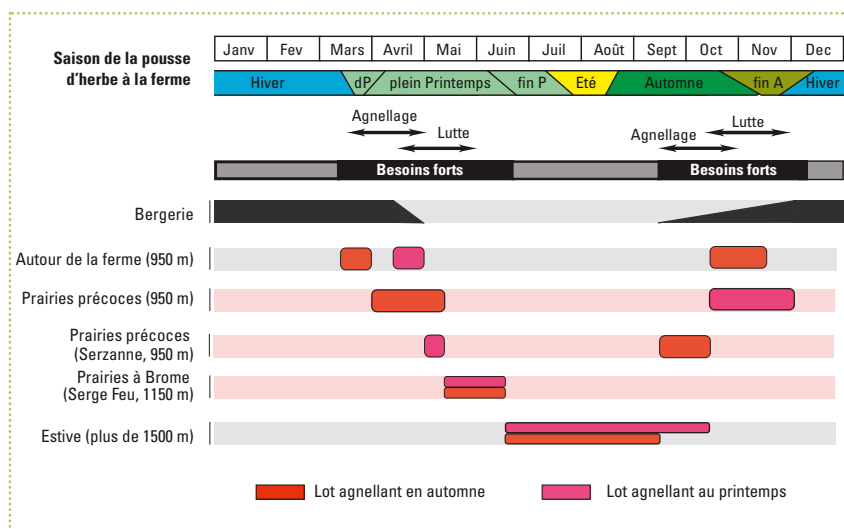 Saison de la pousse
d'herbe à la ferme
Janv Fev Mars Avril Mai Juin Juil Août Sept Oct Nov Dec
Hiver dP plein Printemps fin P Eté Automne fin A Hiver
Agnellage Lutte
Lutte Agnellage
Besoins forts Besoins forts
Bergerie
Autour de la ferme (950 m)
Prairies précoces (950 m)
Prairies précoces
(Serzanne, 950 m)
Prairies à Brome
(Serge Feu, 1150 m)
Estive (plus de 1500 m)
Lot agnellant en automne Lot agnellant au printemps